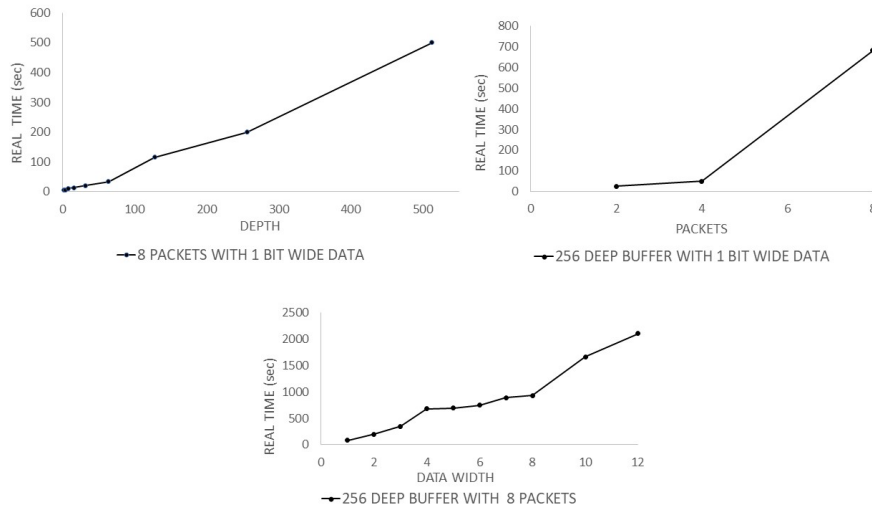 600
500
400
300
200
100
0
REAL TIME (sec)
0 100 200 300 400 500
DEPTH
8 PACKETS WITH 1 BIT WIDE DATA
800
700
600
500
400
300
200
100
0
REAL TIME (sec)
0 2 4 6 8
PACKETS
256 DEEP BUFFER WITH 1 BIT WIDE DATA
2500
2000
1500
1000
500
0
REAL TIME (sec)
0 2 4 6 8 10 12
DATA WIDTH
256 DEEP BUFFER WITH 8 PACKETS